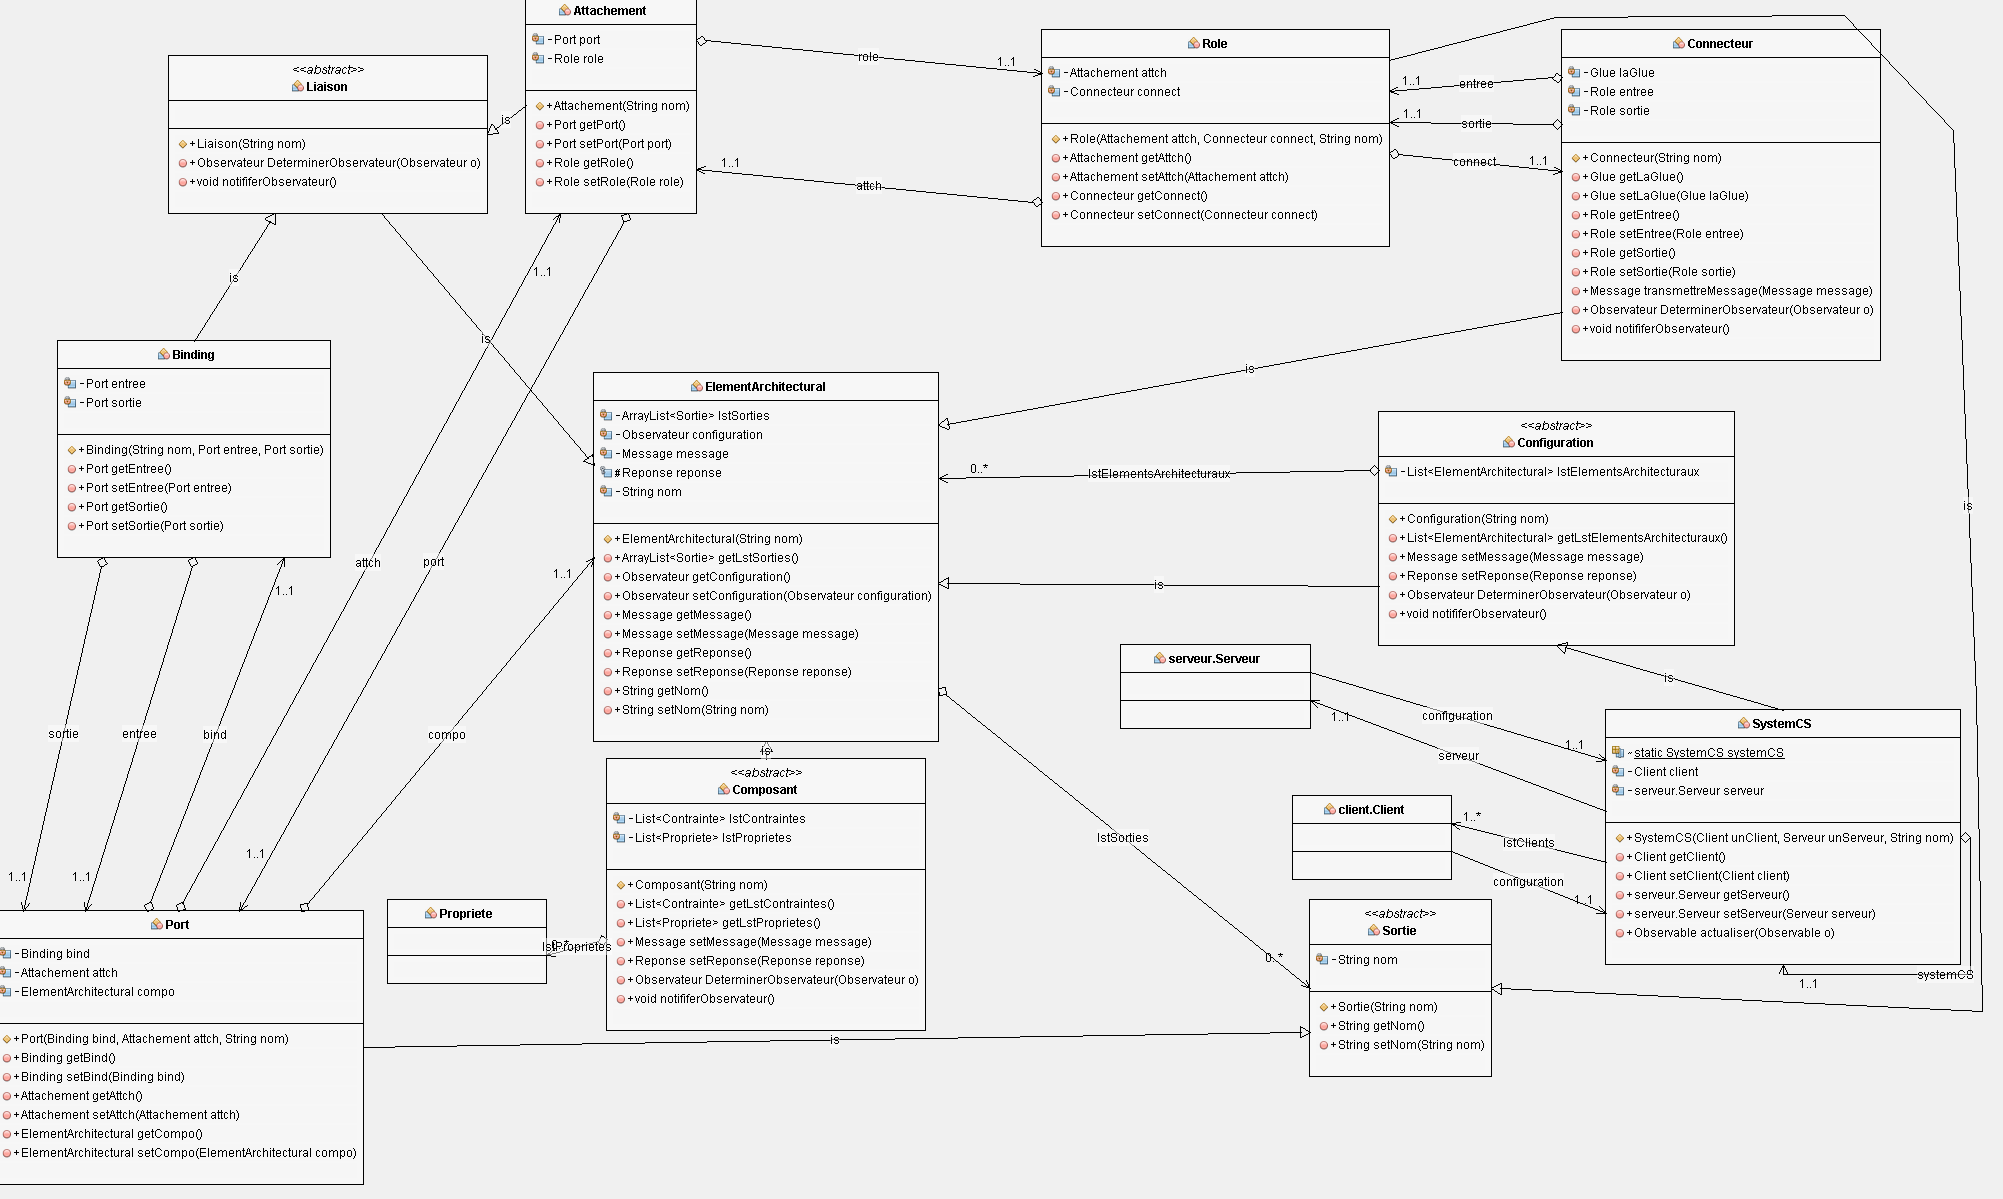 Attachement
-Port port
-Role role
+Attachement(String nom)
+Port getPort()
+Port setPort(Port port)
+Role getRole()
+Role setRole(Role role)
<<abstract>>
Liaison
+Liaison(String nom)
+Observateur DeterminerObservateur(Observateur o)
+void notififerObservateur()
is
role
1..1
1..1
attch
Role
-Attachement attch
-Connecteur connect
+Role(Attachement attch, Connecteur connect, String nom)
+Attachement getAttch()
+Attachement setAttch(Attachement attch)
+Connecteur getConnect()
+Connecteur setConnect(Connecteur connect)
1..1
entree
1..1
sortie
connect
1..1
Connecteur
-Glue laGlue
-Role entree
-Role sortie
+Connecteur(String nom)
+Glue getLaGlue()
+Glue setLaGlue(Glue laGlue)
+Role getEntree()
+Role setEntree(Role entree)
+Role getSortie()
+Role setSortie(Role sortie)
+Message transmettreMessage(Message message)
+Observateur DeterminerObservateur(Observateur o)
+void notififerObservateur()
is
1..1
is
is
is
Binding
-Port entree
-Port sortie
+Binding(String nom, Port entree, Port sortie)
+Port getEntree()
+Port setEntree(Port entree)
+Port getSortie()
+Port setSortie(Port sortie)
ElementArchitectural
-ArrayList<Sortie> lstSorties
-Observateur configuration
-Message message
#Reponse reponse
-String nom
+ElementArchitectural(String nom)
+ArrayList<Sortie> getLstSorties()
+Observateur getConfiguration()
+Observateur setConfiguration(Observateur configuration)
+Message getMessage()
+Message setMessage(Message message)
+Reponse getReponse()
+Reponse setReponse(Reponse reponse)
+String getNom()
+String setNom(String nom)
<<abstract>>
Configuration
-List<ElementArchitectural> lstElementsArchitecturaux
+Configuration(String nom)
+List<ElementArchitectural> getLstElementsArchitecturaux()
+Message setMessage(Message message)
+Reponse setReponse(Reponse reponse)
+Observateur DeterminerObservateur(Observateur o)
+void notififerObservateur()
0..*
lstElementsArchitecturaux
is
is
attch
port
1..1
1..1
serveur.Serveur
1..1
configuration
1..1
serveur
is
SystemCS
~static SystemCS systemCS
-Client client
-serveur.Serveur serveur
+SystemCS(Client unClient, Serveur unServeur, String nom)
+Client getClient()
+Client setClient(Client client)
+serveur.Serveur getServeur()
+serveur.Serveur setServeur(Serveur serveur)
+Observable actualiser(Observable o)
systemCS
1..1
sortie
entree
bind
compo
is
<<abstract>>
Composant
-List<Contrainte> lstContraintes
-List<Propriete> lstProprietes
+Composant(String nom)
+List<Contrainte> getLstContraintes()
+List<Propriete> getLstProprietes()
+Message setMessage(Message message)
+Reponse setReponse(Reponse reponse)
+Observateur DeterminerObservateur(Observateur o)
+void notififerObservateur()
client.Client
1..*
lstClients
configuration
1..1
lstSorties
0..*
1..1
1..1
1..1
Propriete
0..*
lstProprietes
<<abstract>>
Sortie
-String nom
+Sortie(String nom)
+String getNom()
+String setNom(String nom)
Port
-Binding bind
-Attachement attch
-ElementArchitectural compo
+Port(Binding bind, Attachement attch, String nom)
+Binding getBind()
+Binding setBind(Binding bind)
+Attachement getAttch()
+Attachement setAttch(Attachement attch)
+ElementArchitectural getCompo()
+ElementArchitectural setCompo(ElementArchitectural compo)
is